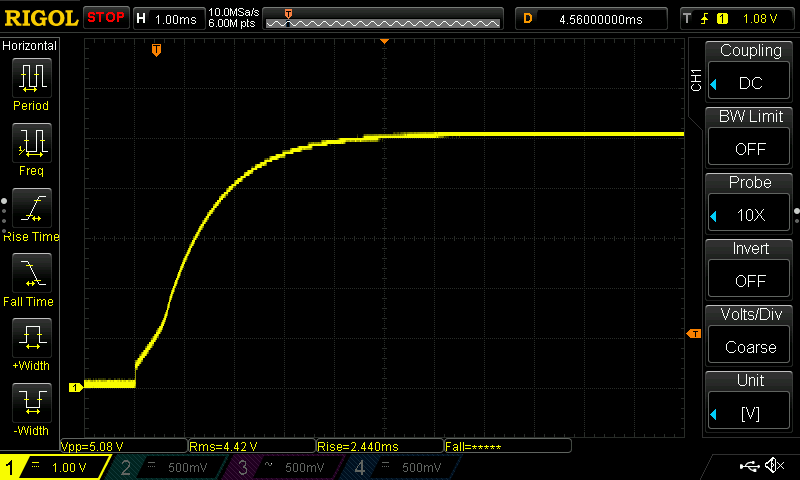 RIGOL STOP H 1.00ms 10.0MSa/s 6.00M pts T D 4.56000000ms T 1 1.08 V
Horizontal
Period
Freq
Rise Time
Fall Time
+Width
-Width
T
CH1
Coupling
DC
BW Limit
OFF
Probe
10X
Invert
OFF
Volts/Div
Coarse
Unit
[V]
T
1
Vpp=5.08 V Rms=4.42 V Rise=2.440ms Fall=*****
1 1.00 V 2 500mV 3 500mV 4 500mV